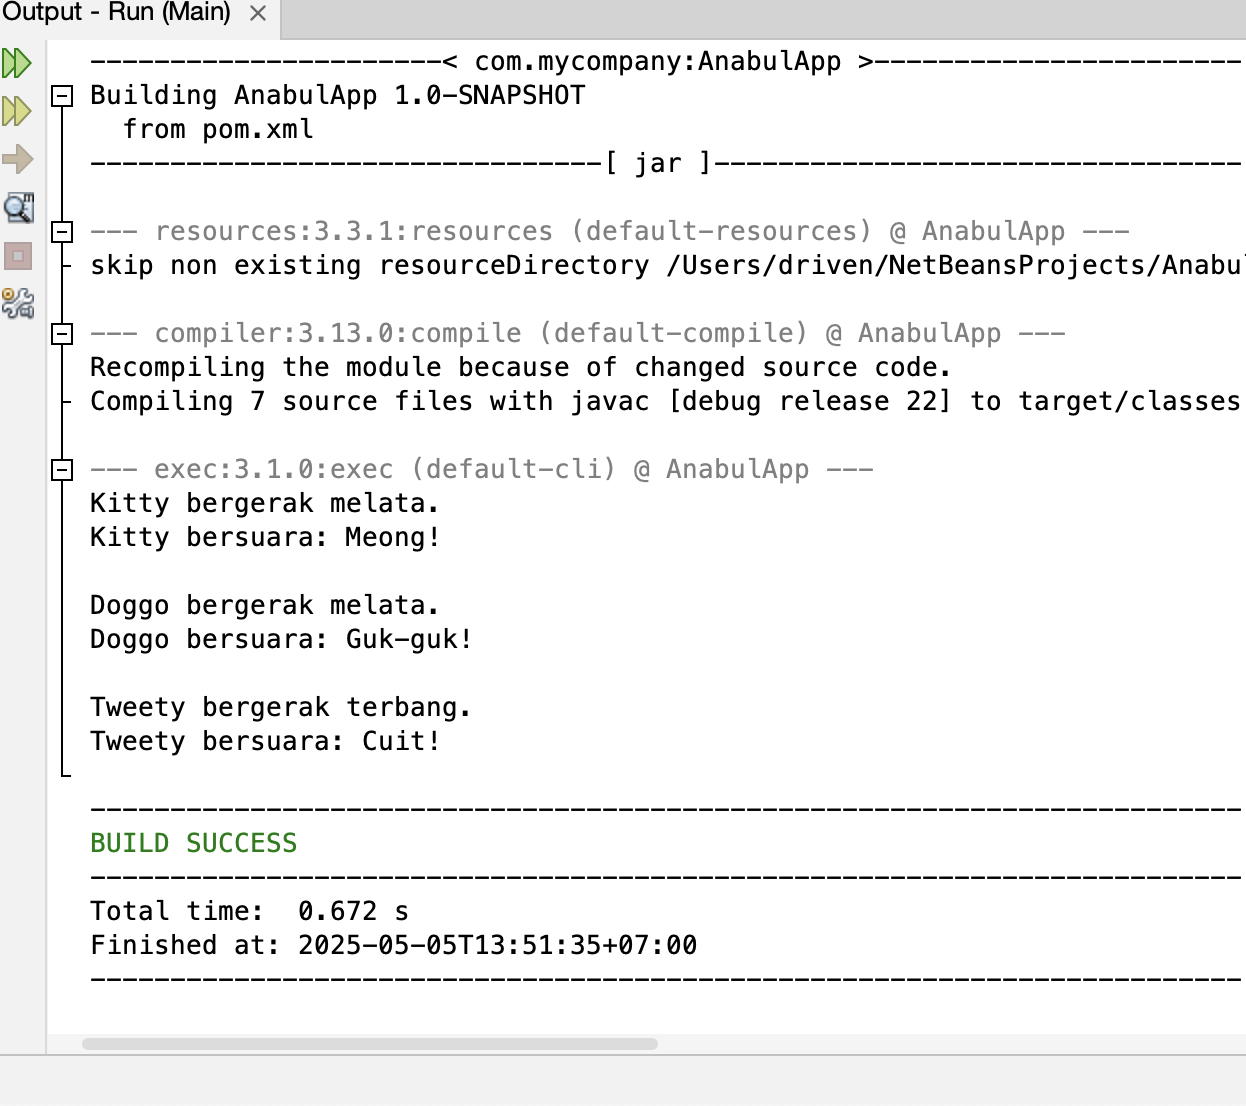 Output - Run (Main) ×
----------------------< com.mycompany:AnabulApp >-----------------------
Building AnabulApp 1.0-SNAPSHOT
  from pom.xml
--------------------------------[ jar ]---------------------------------
--- resources:3.3.1:resources (default-resources) @ AnabulApp ---
skip non existing resourceDirectory /Users/driven/NetBeansProjects/Anabul
--- compiler:3.13.0:compile (default-compile) @ AnabulApp ---
Recompiling the module because of changed source code.
Compiling 7 source files with javac [debug release 22] to target/classes
--- exec:3.1.0:exec (default-cli) @ AnabulApp ---
Kitty bergerak melata.
Kitty bersuara: Meong!
Doggo bergerak melata.
Doggo bersuara: Guk-guk!
Tweety bergerak terbang.
Tweety bersuara: Cuit!
------------------------------------------------------------------------
BUILD SUCCESS
------------------------------------------------------------------------
Total time:  0.672 s
Finished at: 2025-05-05T13:51:35+07:00
------------------------------------------------------------------------